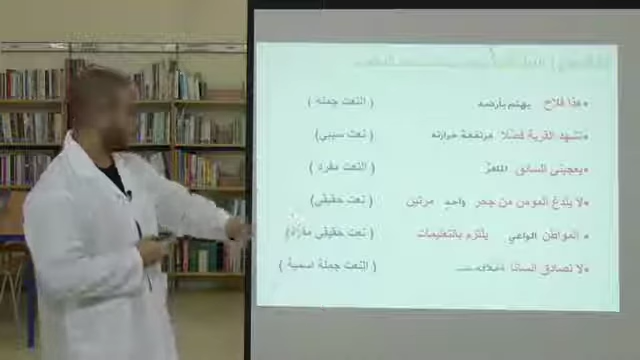 • هذا فلاح يهتم بأرضه ( النعت جملة )
• تشهد القرية فصلا مرتفعة حرارته ( نعت سببي )
• يعجبني السائق ( النعت مفرد )
• لا يلدغ المؤمن من جحر واحد مرتين ( نعت حقيقي )
• المواطن الواعي يلتزم بالتعليمات ( نعت حقيقي مفرد )
• لا تصادق انسانا ( النعت جملة اسمية )